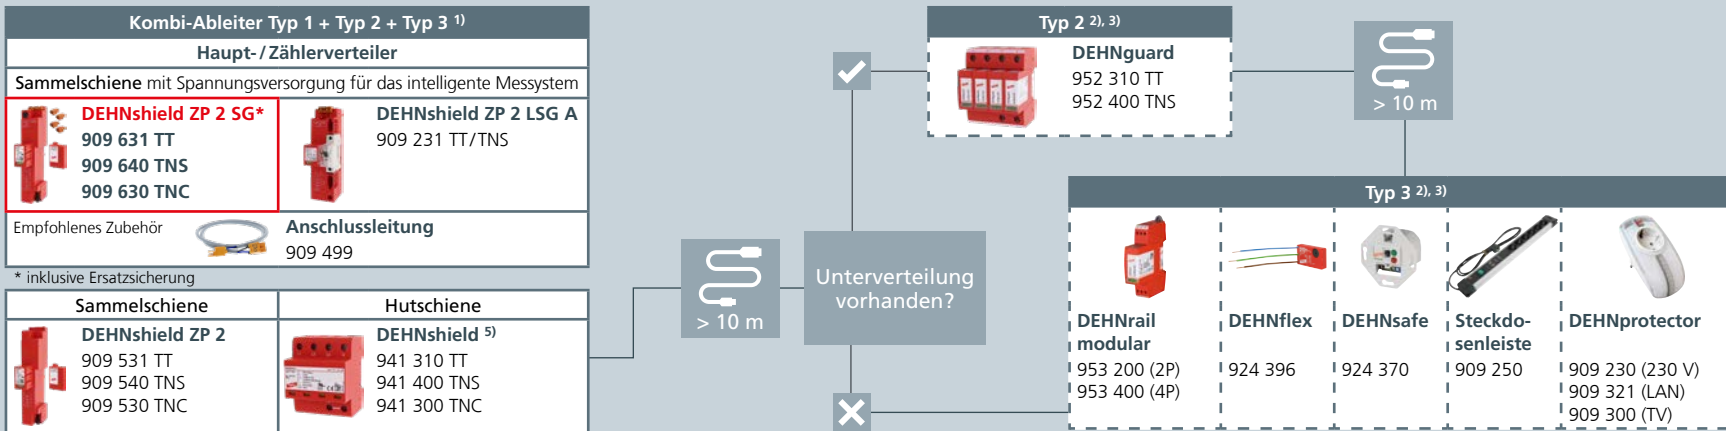 Kombi-Ableiter Typ 1 + Typ 2 + Typ 3 1)
Haupt-/Zählerverteiler
Sammelschiene mit Spannungsversorgung für das intelligente Messsystem
DEHNshield ZP 2 SG*
909 631 TT
909 640 TNS
909 630 TNC
DEHNshield ZP 2 LSG A
909 231 TT/TNS
Empfohlenes Zubehör
Anschlussleitung
909 499
* inklusive Ersatzsicherung
Sammelschiene
Hutschiene
DEHNshield ZP 2
909 531 TT
909 540 TNS
909 530 TNC
DEHNshield 5)
941 310 TT
941 400 TNS
941 300 TNC
> 10 m
Unterverteilung
vorhanden?
Typ 2 2), 3)
DEHNguard
952 310 TT
952 400 TNS
> 10 m
Typ 3 2), 3)
DEHNrail
modular
953 200 (2P)
953 400 (4P)
DEHNflex
924 396
DEHNsafe
924 370
Steckdo-
senleiste
909 250
DEHNprotector
909 230 (230 V)
909 321 (LAN)
909 300 (TV)